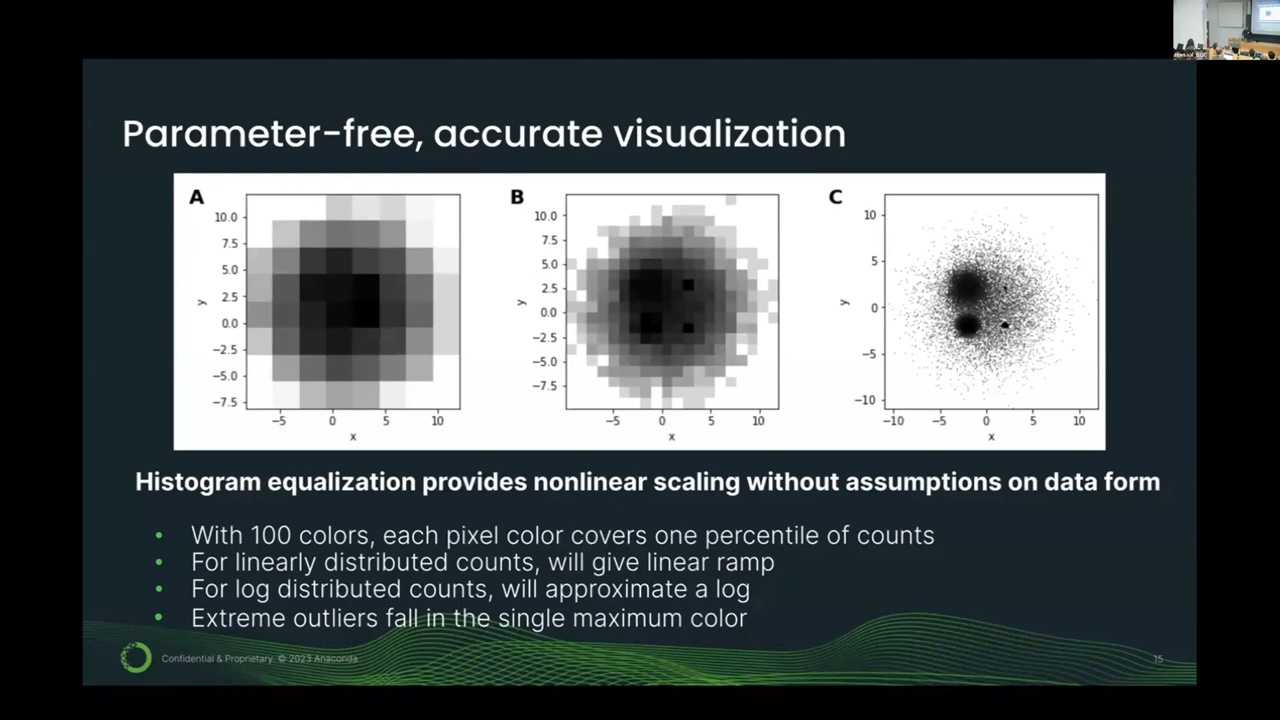 Parameter-free, accurate visualization
A
B
C
10.0
7.5
5.0
2.5
0.0
−2.5
−5.0
−7.5
y
−5
0
5
10
x
10.0
7.5
5.0
2.5
0.0
−2.5
−5.0
−7.5
y
−5
0
5
10
x
10
5
0
−5
−10
y
−10
−5
0
5
10
x
Histogram equalization provides nonlinear scaling without assumptions on data form
• With 100 colors, each pixel color covers one percentile of counts
• For linearly distributed counts, will give linear ramp
• For log distributed counts, will approximate a log
• Extreme outliers fall in the single maximum color
Confidential & Proprietary. © 2023 Anaconda
15